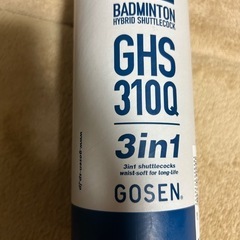 BADMINTON
HYBRID SHUTTLECOCK
GHS
310Q
3in1
3in1 shuttlecocks
waist-soft for long-life
GOSEN